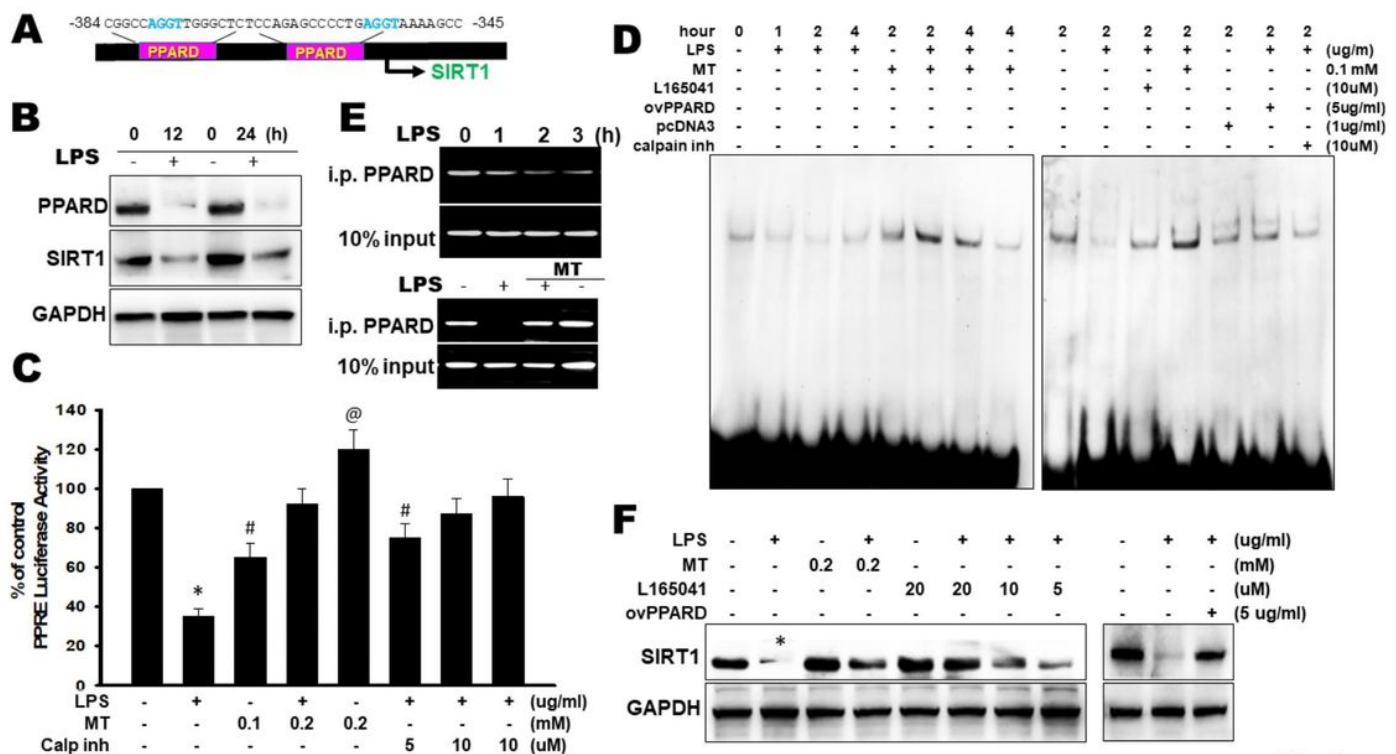 A
-384 CGGCCAGGTTGGGCTCTCCAGAGCCCCTGAGGTAAAAGCC -345
PPARD PPARD
SIRT1
B
0 12 0 24 (h)
LPS - + - +
PPARD
SIRT1
GAPDH
C
% of control
PPRE Luciferase Activity
140
120
100
80
60
40
20
0
* # @ #
LPS - + - + - + + + (ug/ml)
MT - - 0.1 0.2 0.2 - - - (mM)
Calp inh - - - - - 5 10 10 (uM)
D
hour 0 1 2 4 2 2 4 4 2 2 2 2 2 2 2
LPS - + + + - + + - - + + + - + + (ug/m)
MT - - - - + + + + - - - + - - - 0.1 mM
L165041 - - - - - - - - - - + - - - - (10uM)
ovPPARD - - - - - - - - - - - - - + - (5ug/ml)
pcDNA3 - - - - - - - - - - - - + - - (1ug/ml)
calpain inh - - - - - - - - - - - - - - + (10uM)
E
LPS 0 1 2 3 (h)
i.p. PPARD
10% input
MT
LPS - + + -
i.p. PPARD
10% input
F
LPS - + - + - + + + - + + (ug/ml)
MT - - 0.2 0.2 - - - - - - - (mM)
L165041 - - - - 20 20 10 5 - - - (uM)
ovPPARD - - - - - - - - - - + (5 ug/ml)
SIRT1 *
GAPDH